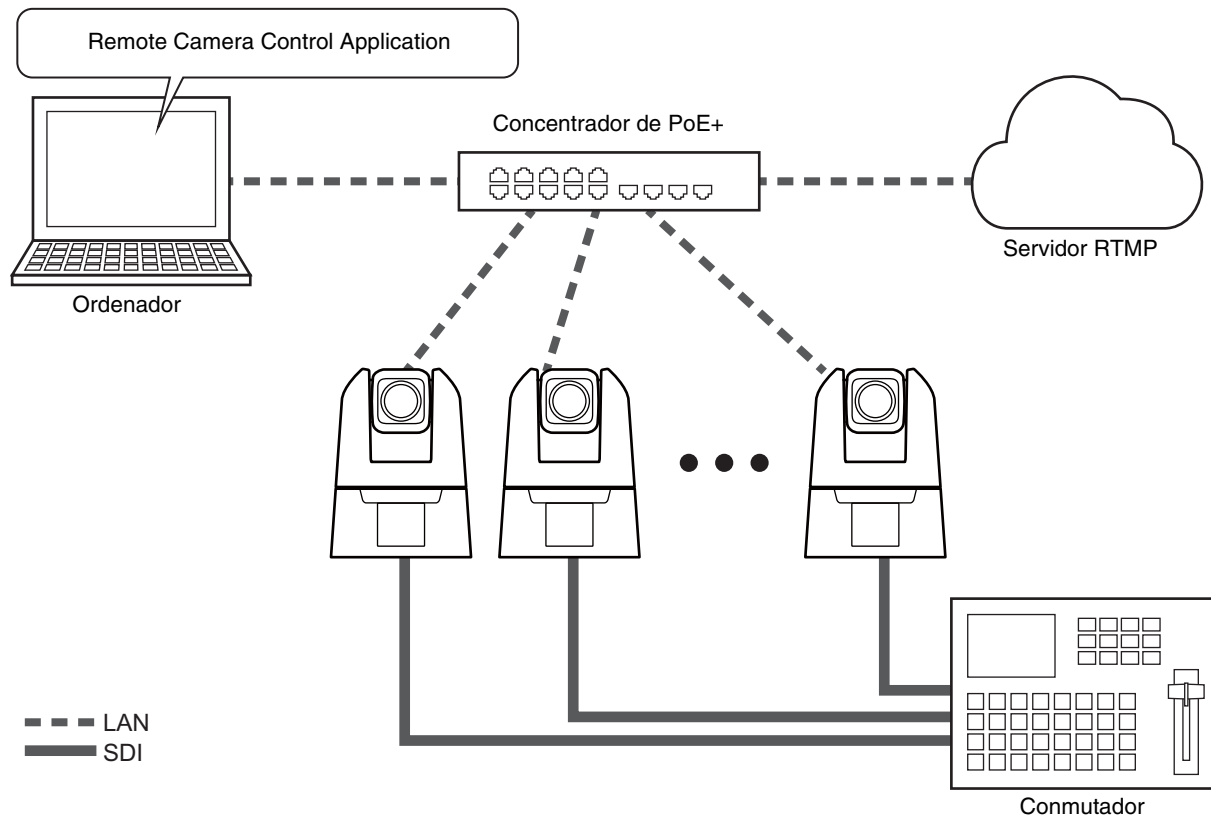 Remote Camera Control Application
Concentrador de PoE+
Servidor RTMP
Ordenador
LAN
SDI
Conmutador